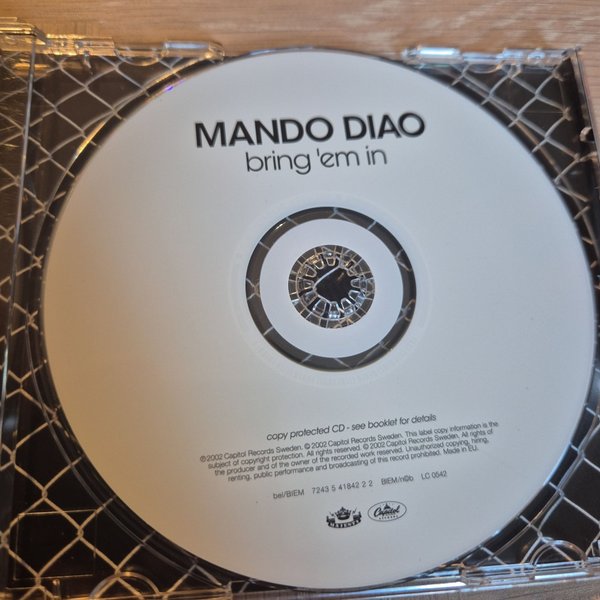 MANDO DIAO
bring 'em in
copy protected CD - see booklet for details
℗2002 Capitol Records Sweden. ©2002 Capitol Records Sweden. This label copy information is the
subject of copyright protection. All rights reserved. ©2002 Capitol Records Sweden. All rights of
the producer and of the owner of the recorded work reserved. Unauthorized copying, hiring,
renting, public performance and broadcasting of this record prohibited. Made in EU.
bel/BIEM 7243 5 41842 2 2 BIEM/n©b LC 0542
MAJESTY Capitol
RECORDS